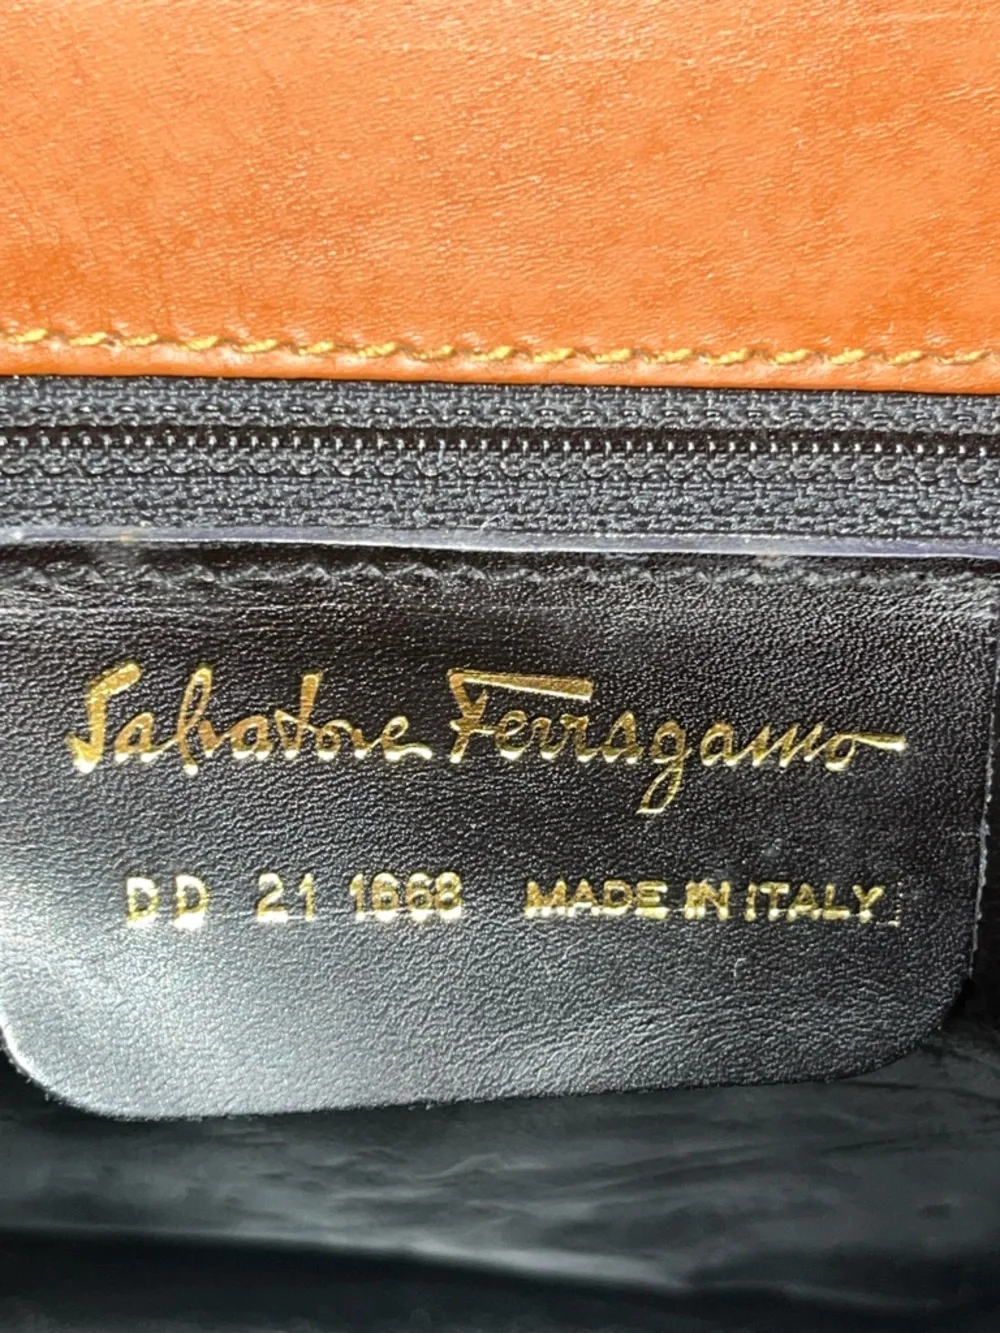 Salvatore Ferragamo
DD 21 1668 MADE IN ITALY